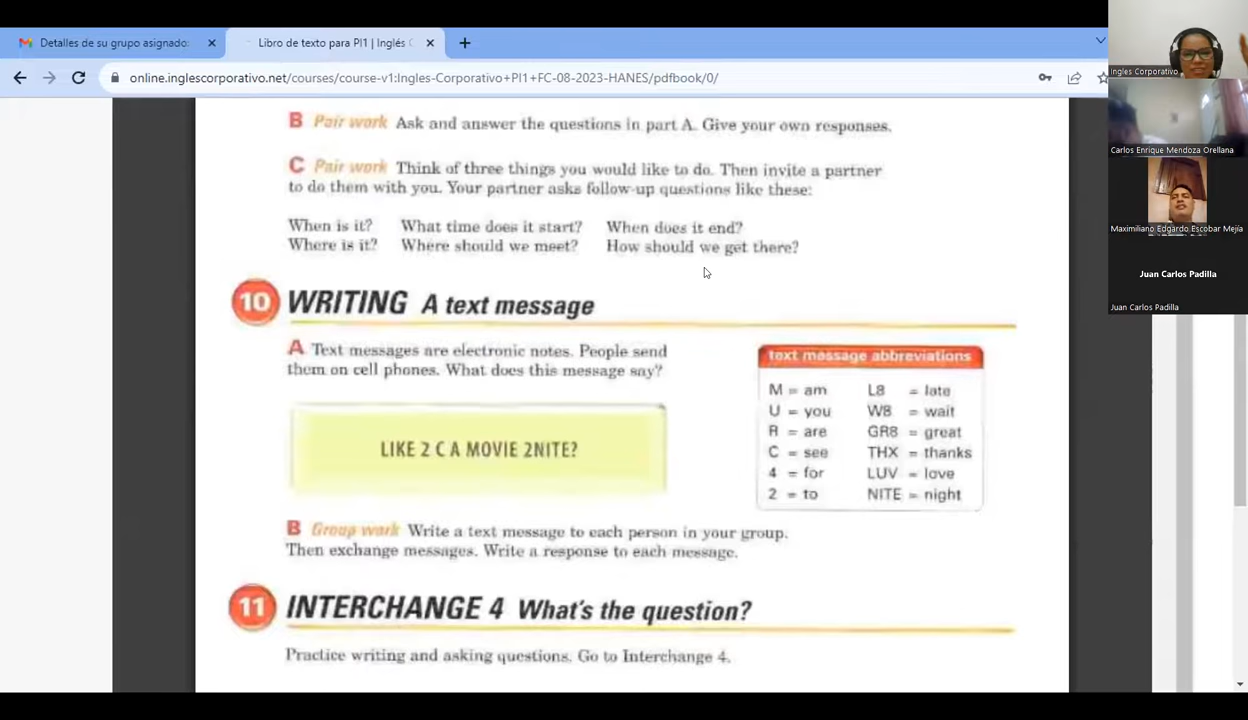 Detalles de su grupo asignado:
Libro de texto para PI1 | Inglés C
online.inglescorporativo.net/courses/course-v1:Ingles-Corporativo+PI1+FC-08-2023-HANES/pdfbook/0/
Ingles Corporativo
Carlos Enrique Mendoza Orellana
Maximiliano Edgardo Escobar Mejía
Juan Carlos Padilla
Juan Carlos Padilla
B Pair work Ask and answer the questions in part A. Give your own responses.
C Pair work Think of three things you would like to do. Then invite a partner
to do them with you. Your partner asks follow-up questions like these:
When is it? What time does it start? When does it end?
Where is it? Where should we meet? How should we get there?
10 WRITING A text message
A Text messages are electronic notes. People send
them on cell phones. What does this message say?
LIKE 2 C A MOVIE 2NITE?
text message abbreviations
M = am L8 = late
U = you W8 = wait
R = are GR8 = great
C = see THX = thanks
4 = for LUV = love
2 = to NITE = night
B Group work Write a text message to each person in your group.
Then exchange messages. Write a response to each message.
11 INTERCHANGE 4 What's the question?
Practice writing and asking questions. Go to Interchange 4.